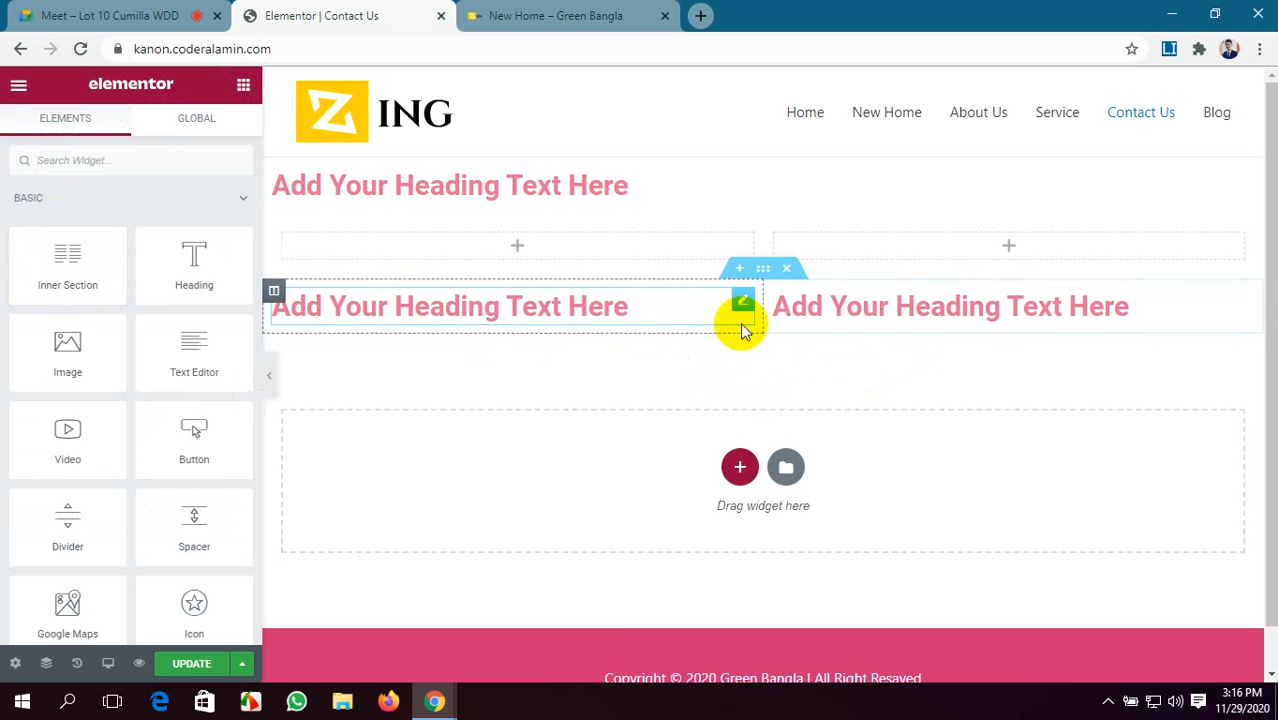 Meet – Lot 10 Cumilla WDD
Elementor | Contact Us
New Home – Green Bangla
kanon.coderalamin.com
elementor
ELEMENTS
GLOBAL
Search Widget...
BASIC
Inner Section
Heading
Image
Text Editor
Video
Button
Divider
Spacer
Google Maps
Icon
UPDATE
Z ING
Home
New Home
About Us
Service
Contact Us
Blog
Add Your Heading Text Here
Add Your Heading Text Here
Add Your Heading Text Here
Drag widget here
Copyright © 2020 Green Bangla | All Right Resaved
3:16 PM
11/29/2020